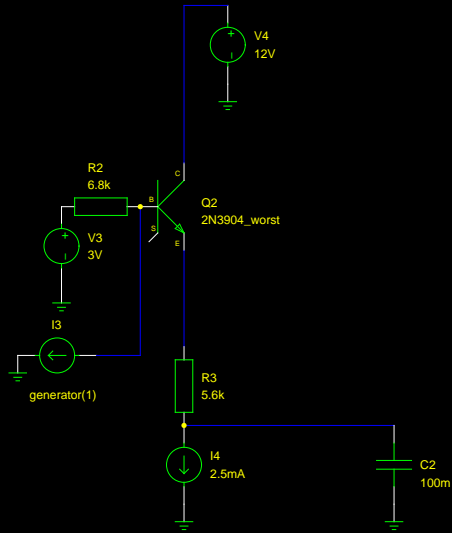 V4
12V
R2
6.8k
C
B
Q2
2N3904_worst
S
E
V3
3V
I3
generator(1)
R3
5.6k
I4
2.5mA
C2
100m